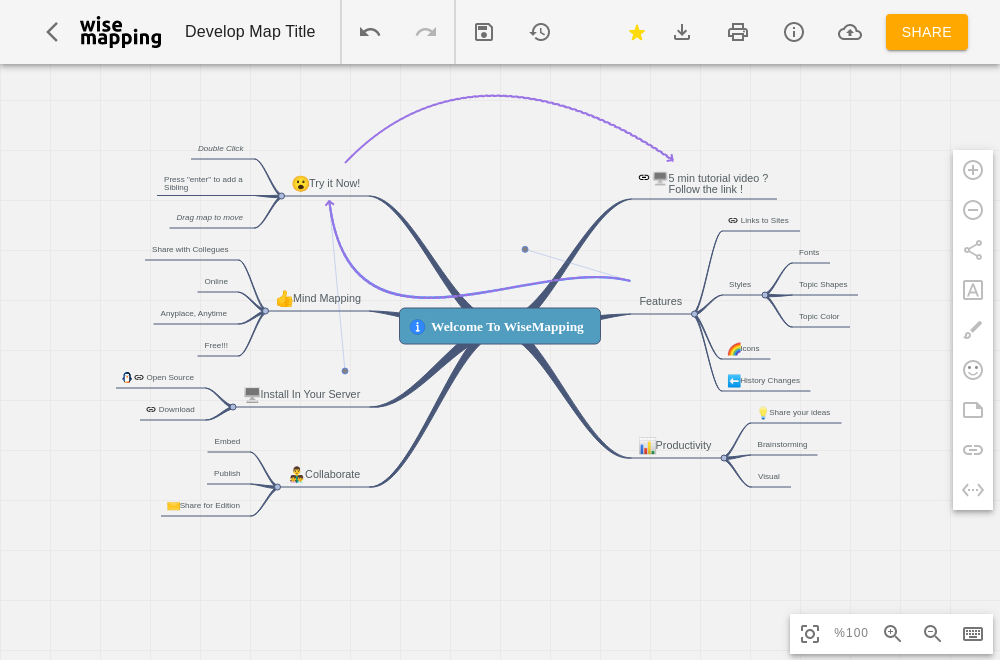 wise
mapping
Develop Map Title
SHARE
Double Click
Press "enter" to add a
Sibling
Drag map to move
Try it Now!
5 min tutorial video ?
Follow the link !
Share with Collegues
Online
Anyplace, Anytime
Free!!!
Mind Mapping
Welcome To WiseMapping
Features
Links to Sites
Styles
Fonts
Topic Shapes
Topic Color
Icons
History Changes
Open Source
Download
Install In Your Server
Embed
Publish
Share for Edition
Collaborate
Productivity
Share your ideas
Brainstorming
Visual
%100